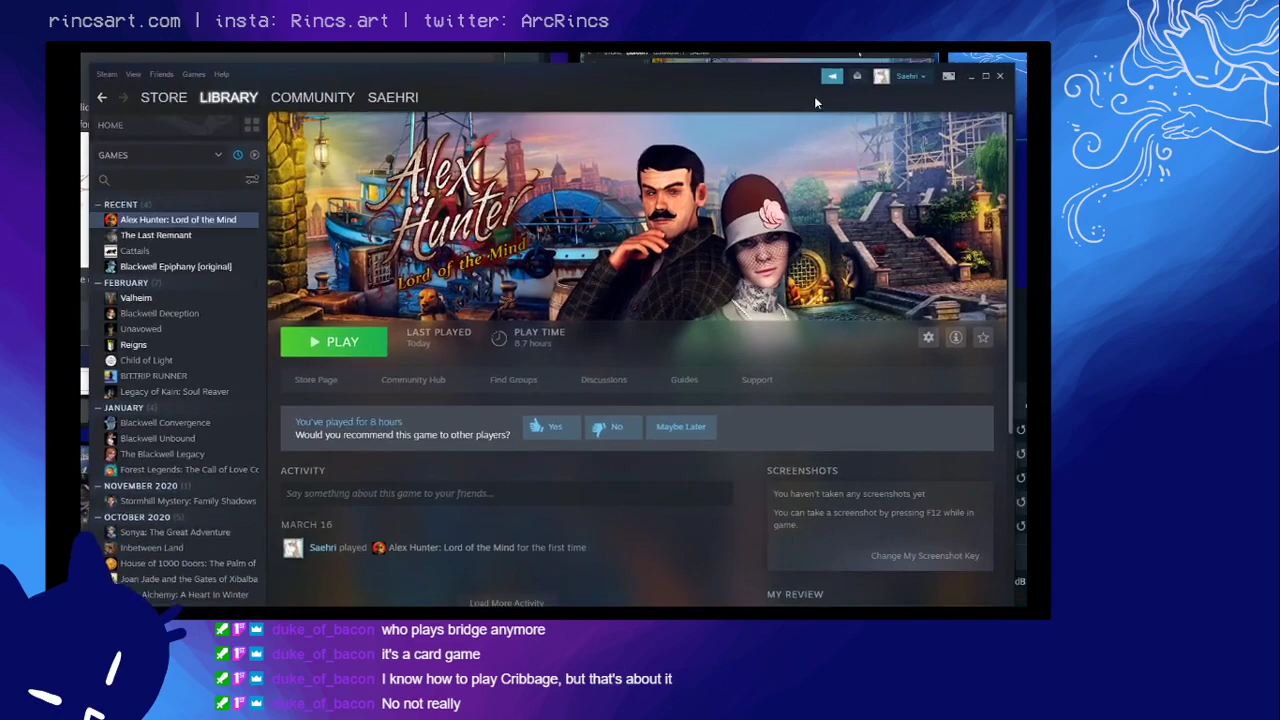 rincsart.com | insta: Rincs.art | twitter: ArcRincs
Steam View Friends Games Help
Saehri
STORE LIBRARY COMMUNITY SAEHRI
HOME
GAMES
RECENT (4)
Alex Hunter: Lord of the Mind
The Last Remnant
Cattails
Blackwell Epiphany [original]
FEBRUARY (7)
Valheim
Blackwell Deception
Unavowed
Reigns
Child of Light
BIT.TRIP RUNNER
Legacy of Kain: Soul Reaver
JANUARY (4)
Blackwell Convergence
Blackwell Unbound
The Blackwell Legacy
Forest Legends: The Call of Love Co
NOVEMBER 2020 (1)
Stormhill Mystery: Family Shadows
OCTOBER 2020 (5)
Sonya: The Great Adventure
Inbetween Land
House of 1000 Doors: The Palm of
Joan Jade and the Gates of Xibalba
Alchemy: A Heart In Winter
Alex
Hunter
Lord of the Mind
PLAY
LAST PLAYED
Today
PLAY TIME
8.7 hours
Store Page Community Hub Find Groups Discussions Guides Support
You've played for 8 hours
Would you recommend this game to other players?
Yes No Maybe Later
ACTIVITY
Say something about this game to your friends...
MARCH 16
Saehri played Alex Hunter: Lord of the Mind for the first time
Load More Activity
SCREENSHOTS
You haven't taken any screenshots yet
You can take a screenshot by pressing F12 while in
game.
Change My Screenshot Key
MY REVIEW
dB
duke_of_bacon who plays bridge anymore
duke_of_bacon it's a card game
duke_of_bacon I know how to play Cribbage, but that's about it
duke_of_bacon No not really